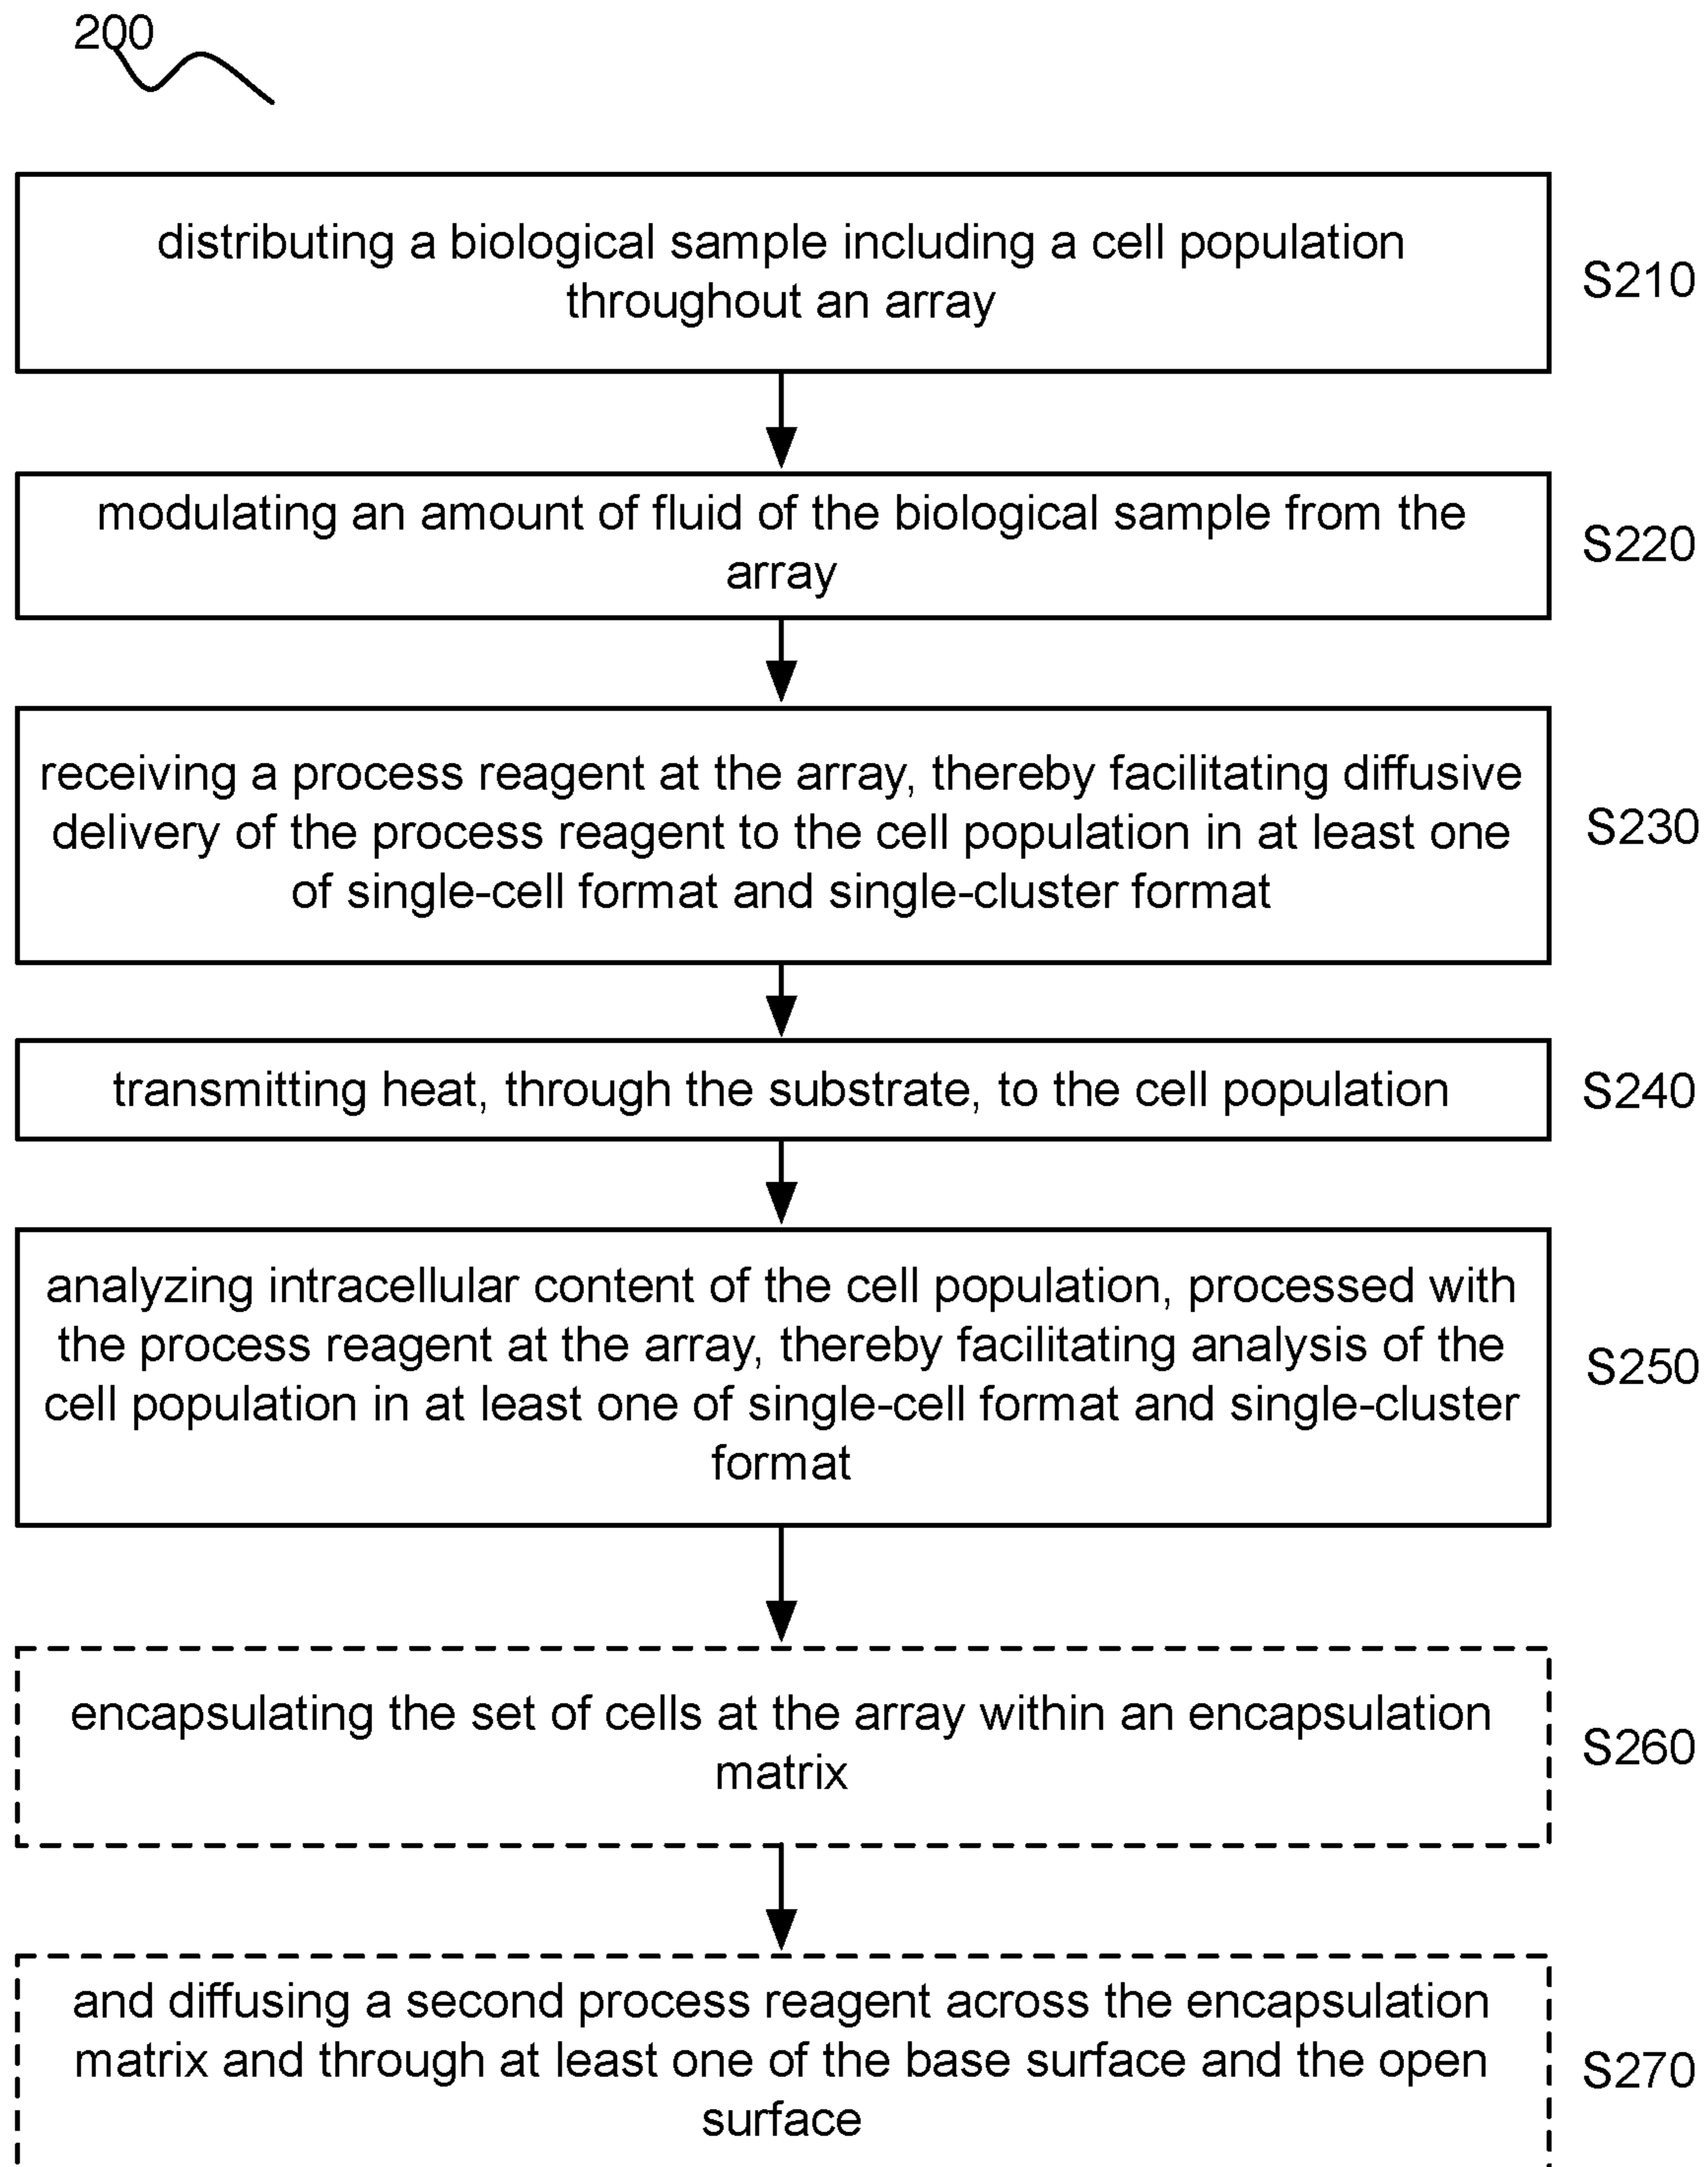 200
distributing a biological sample including a cell population
throughout an array
S210
modulating an amount of fluid of the biological sample from the
array
S220
receiving a process reagent at the array, thereby facilitating diffusive
delivery of the process reagent to the cell population in at least one
of single-cell format and single-cluster format
S230
transmitting heat, through the substrate, to the cell population
S240
analyzing intracellular content of the cell population, processed with
the process reagent at the array, thereby facilitating analysis of the
cell population in at least one of single-cell format and single-cluster
format
S250
encapsulating the set of cells at the array within an encapsulation
matrix
S260
and diffusing a second process reagent across the encapsulation
matrix and through at least one of the base surface and the open
surface
S270